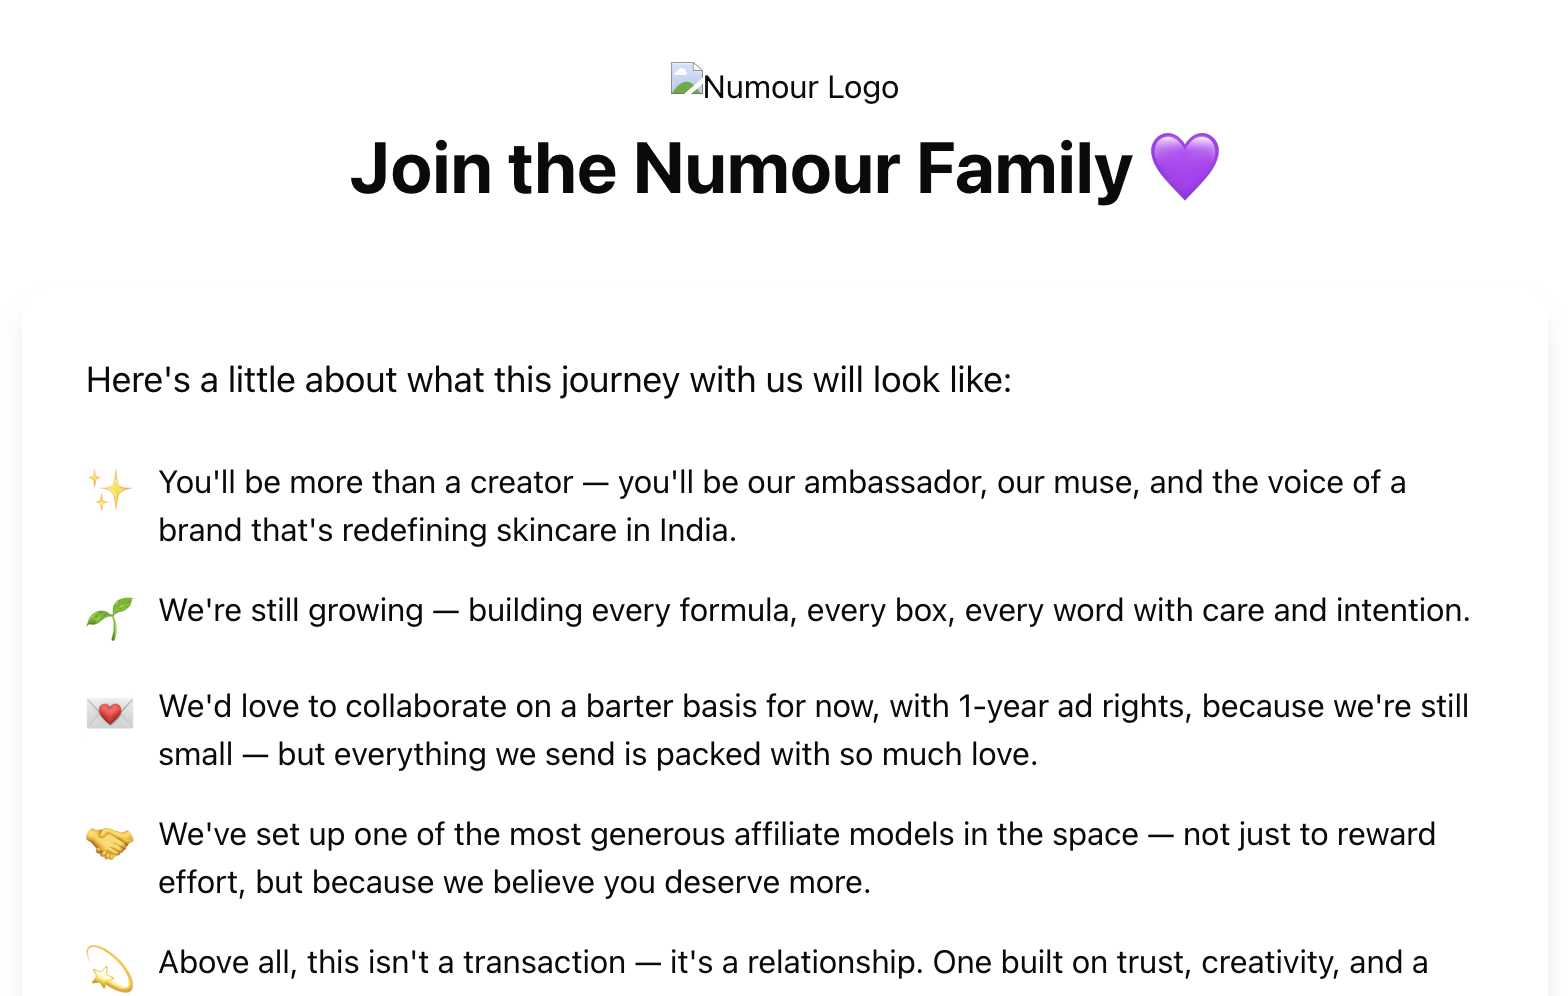 Numour Logo
Join the Numour Family 💜
Here's a little about what this journey with us will look like:
✨ You'll be more than a creator — you'll be our ambassador, our muse, and the voice of a
brand that's redefining skincare in India.
🌱 We're still growing — building every formula, every box, every word with care and intention.
💌 We'd love to collaborate on a barter basis for now, with 1-year ad rights, because we're still
small — but everything we send is packed with so much love.
🤝 We've set up one of the most generous affiliate models in the space — not just to reward
effort, but because we believe you deserve more.
💫 Above all, this isn't a transaction — it's a relationship. One built on trust, creativity, and a